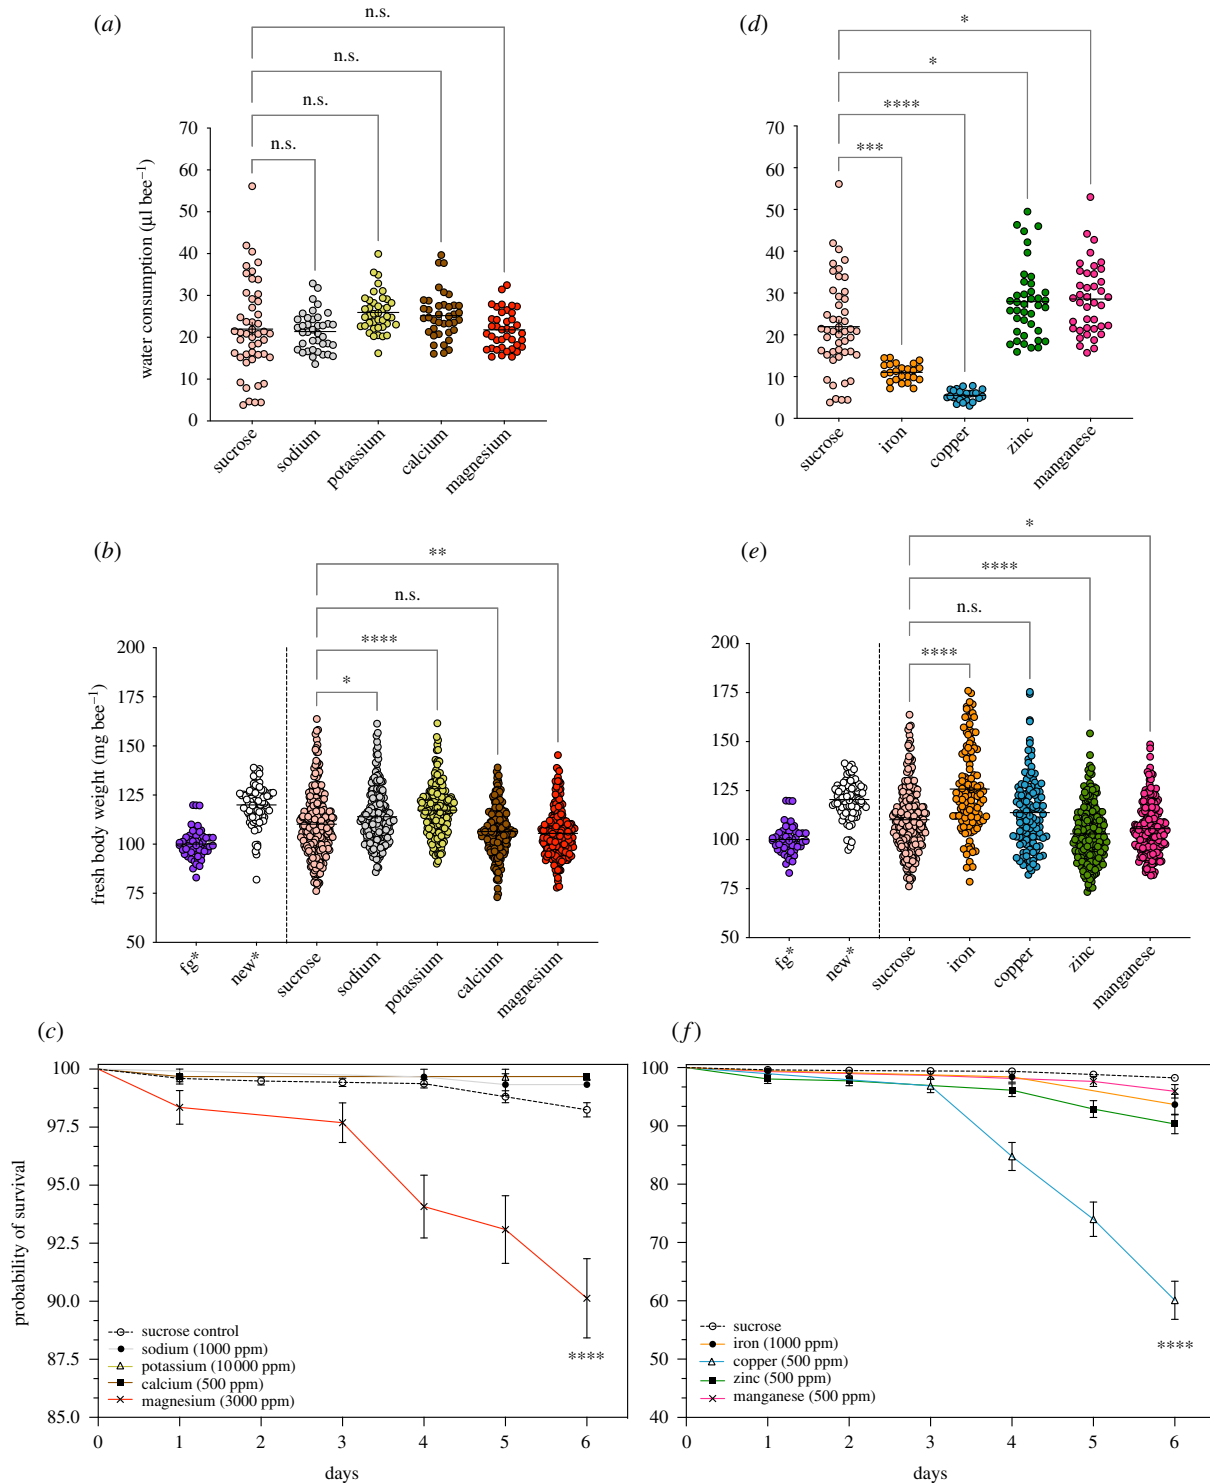 (a)
n.s.
n.s.
n.s.
n.s.
water consumption (µl bee−1)
70
60
50
40
30
20
10
0
sucrose
sodium
potassium
calcium
magnesium
(d)
*
*
****
***
70
60
50
40
30
20
10
0
sucrose
iron
copper
zinc
manganese
(b)
**
n.s.
****
*
fresh body weight (mg bee−1)
200
175
150
125
100
75
50
fg*
new*
sucrose
sodium
potassium
calcium
magnesium
(e)
*
****
n.s.
****
200
175
150
125
100
75
50
fg*
new*
sucrose
iron
copper
zinc
manganese
(c)
probability of survival
100
97.5
95.0
92.5
90.0
87.5
85.0
sucrose control
sodium (1000 ppm)
potassium (10 000 ppm)
calcium (500 ppm)
magnesium (3000 ppm)
****
0 1 2 3 4 5 6
days
(f)
100
90
80
70
60
50
40
sucrose
iron (1000 ppm)
copper (500 ppm)
zinc (500 ppm)
manganese (500 ppm)
****
0 1 2 3 4 5 6
days